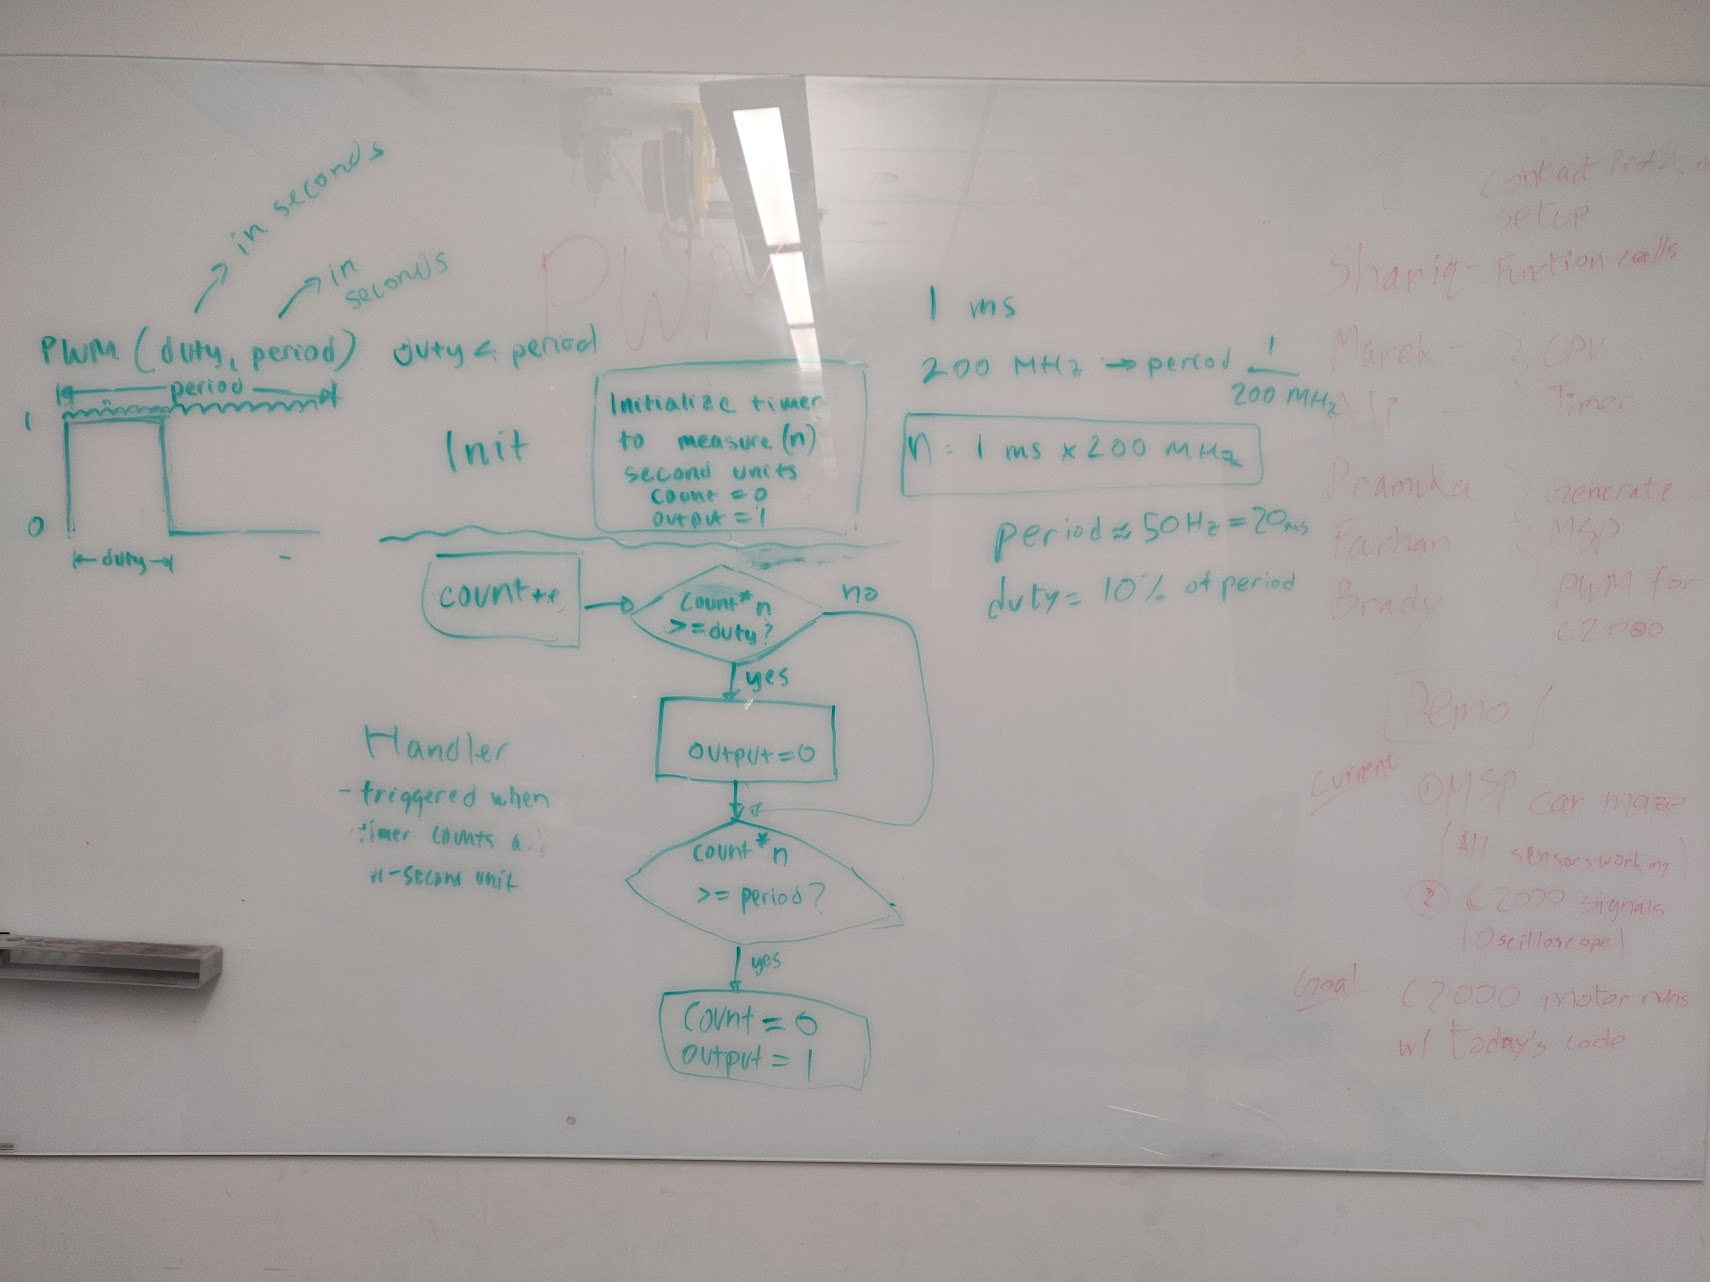 in seconds
in
seconds
PWM (duty, period) duty < period
period
1
0
duty
PWM
Init
Initialize timer
to measure (n)
second units
count = 0
output = 1
1 ms
200 MHz → period 1
200 MHz
n = 1 ms x 200 MHz
period ≈ 50Hz = 20ms
duty = 10% of period
count++
count*n
>=duty?
no
yes
output=0
Handler
- triggered when
timer counts a
n-second unit
count*n
>= period?
yes
count = 0
output = 1
contact
setup
Shariq - Function calls
Marek - CPU
Ali - Timer
Pramuka generate
Farhan MSP
Brady PWM for
C2000
Demo
Current
① MSP car maze
(All sensors working)
② C2000 signals
(Oscilloscope)
Goal
C2000 motor runs
w/ today's code